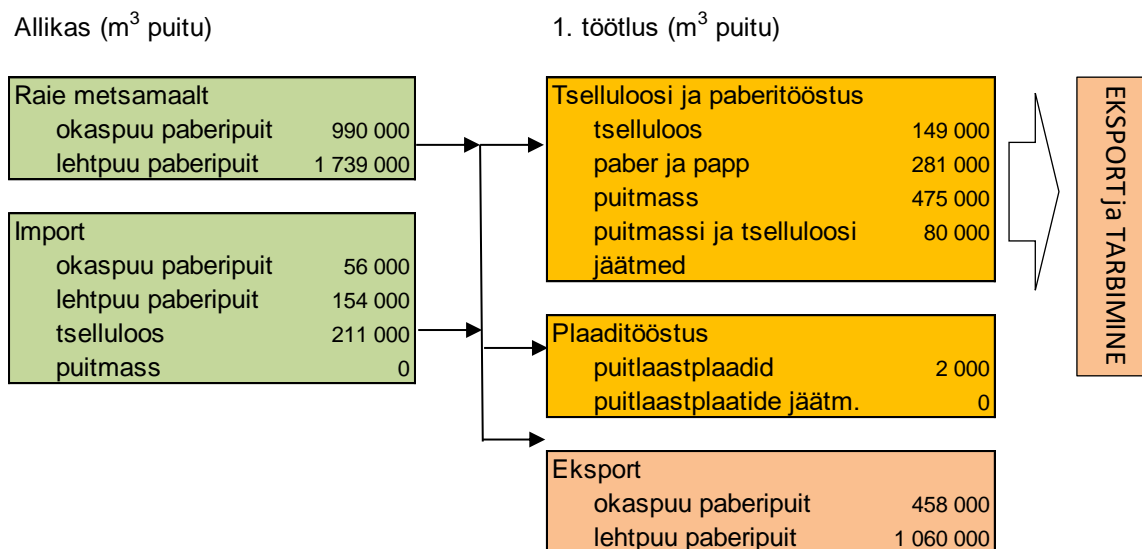 Allikas (m³ puitu)
1. töötlus (m³ puitu)
Raie metsamaalt
okaspuu paberipuit 990 000
lehtpuu paberipuit 1 739 000
Import
okaspuu paberipuit 56 000
lehtpuu paberipuit 154 000
tselluloos 211 000
puitmass 0
Tselluloosi ja paberitööstus
tselluloos 149 000
paber ja papp 281 000
puitmass 475 000
puitmassi ja tselluloosi 80 000
jäätmed
Plaaditööstus
puitlaastplaadid 2 000
puitlaastplaatide jäätm. 0
Eksport
okaspuu paberipuit 458 000
lehtpuu paberipuit 1 060 000
EKSPORT ja TARBIMINE